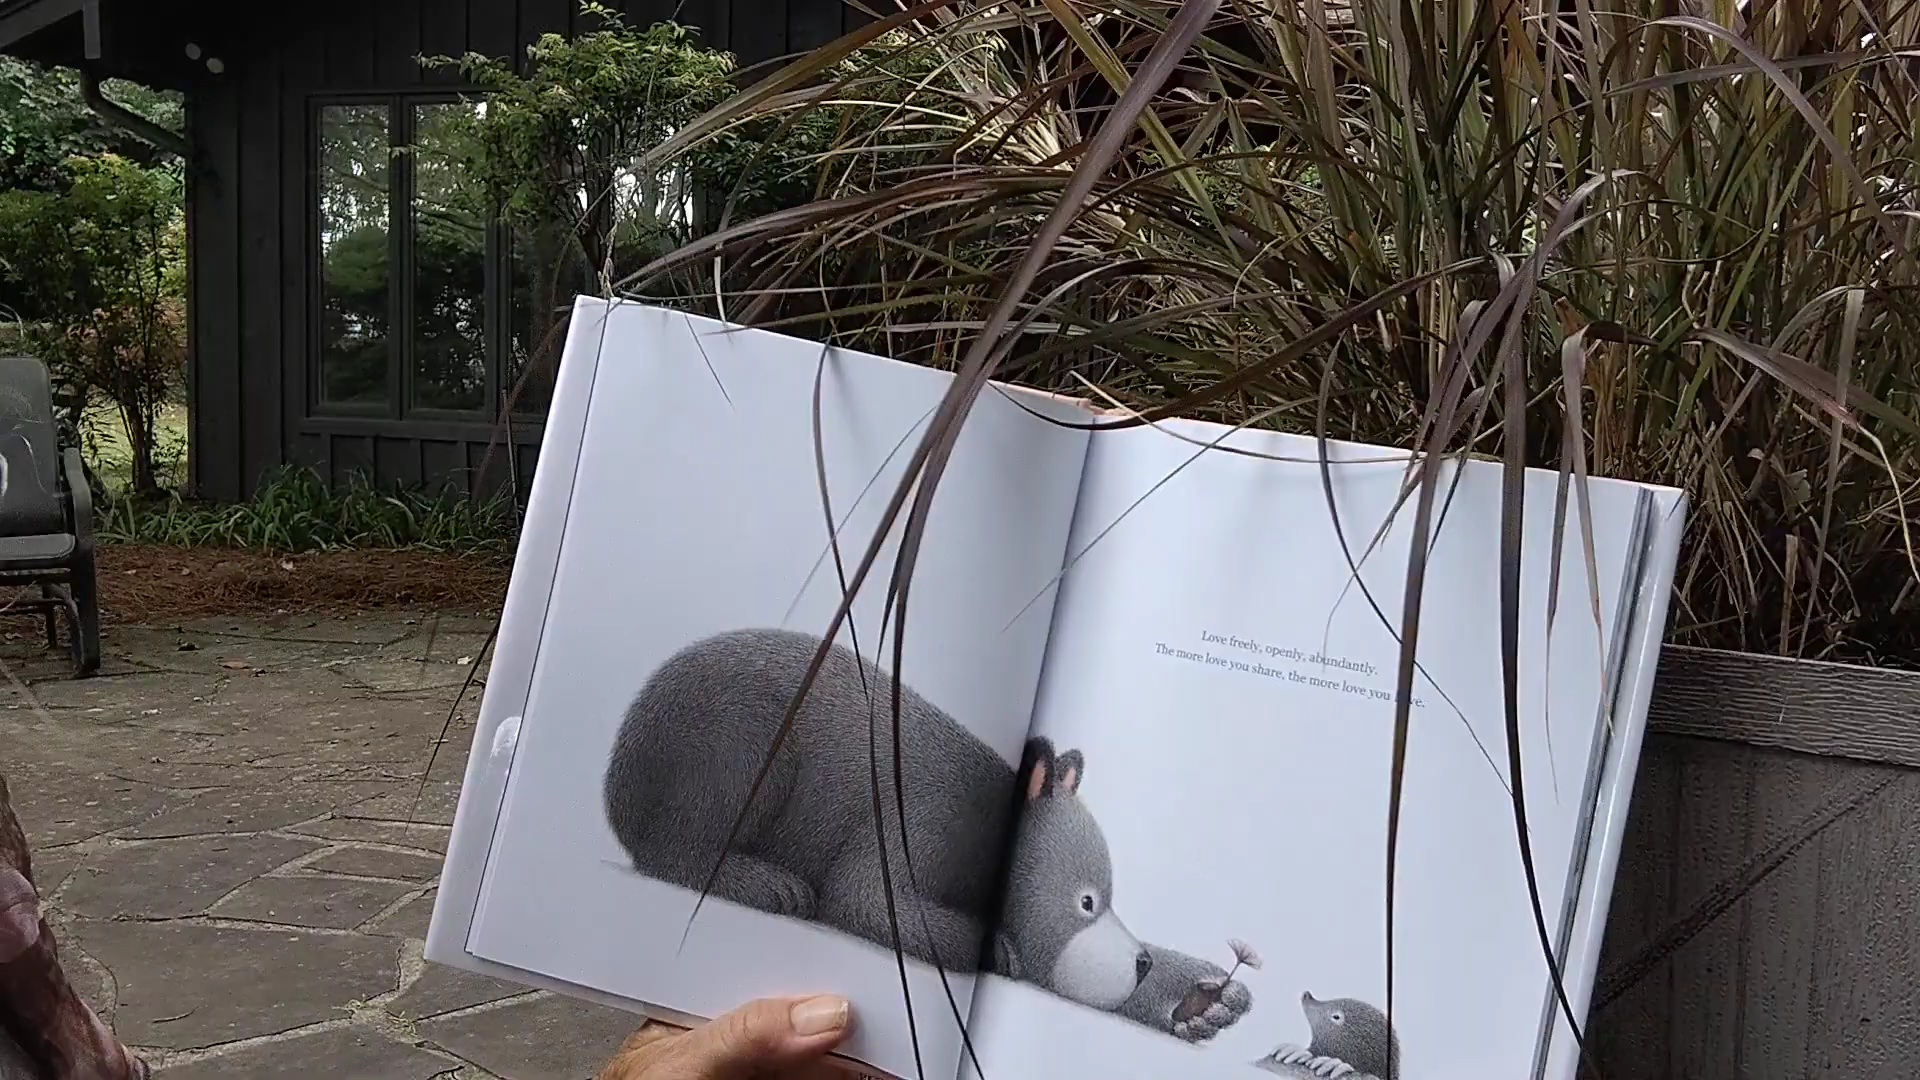 Love freely, openly, abundantly.
The more love you share, the more love you